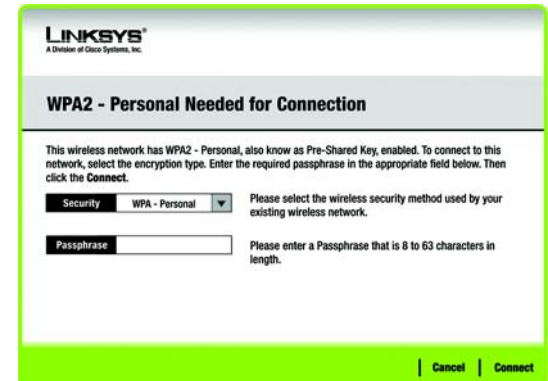 LINKSYS®
A Division of Cisco Systems, Inc.
WPA2 - Personal Needed for Connection
This wireless network has WPA2 - Personal, also know as Pre-Shared Key, enabled. To connect to this
network, select the encryption type. Enter the required passphrase in the appropriate field below. Then
click the Connect.
Security WPA - Personal Please select the wireless security method used by your
existing wireless network.
Passphrase Please enter a Passphrase that is 8 to 63 characters in
length.
Cancel Connect